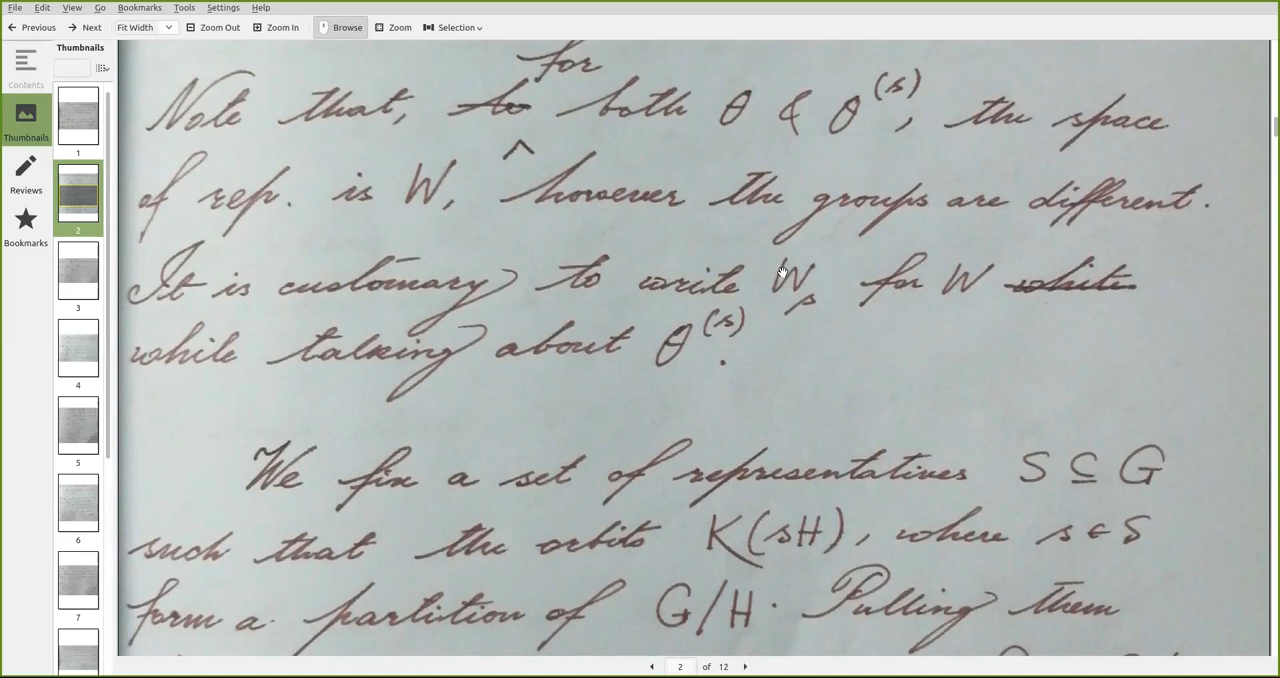 File Edit View Go Bookmarks Tools Settings Help
Previous Next Fit Width Zoom Out Zoom In Browse Zoom Selection
Thumbnails
Contents
Thumbnails
Reviews
Bookmarks
1
2
3
4
5
6
7
for
Note that, to both θ & θ^(s), the space
of rep. is W, ^ however the groups are different.
It is customary to write W_s for W white
while talking about θ^(s).
We fix a set of representatives S ⊆ G
such that the orbits K(sH), where s ∈ S
form a partition of G/H. Pulling them
2 of 12